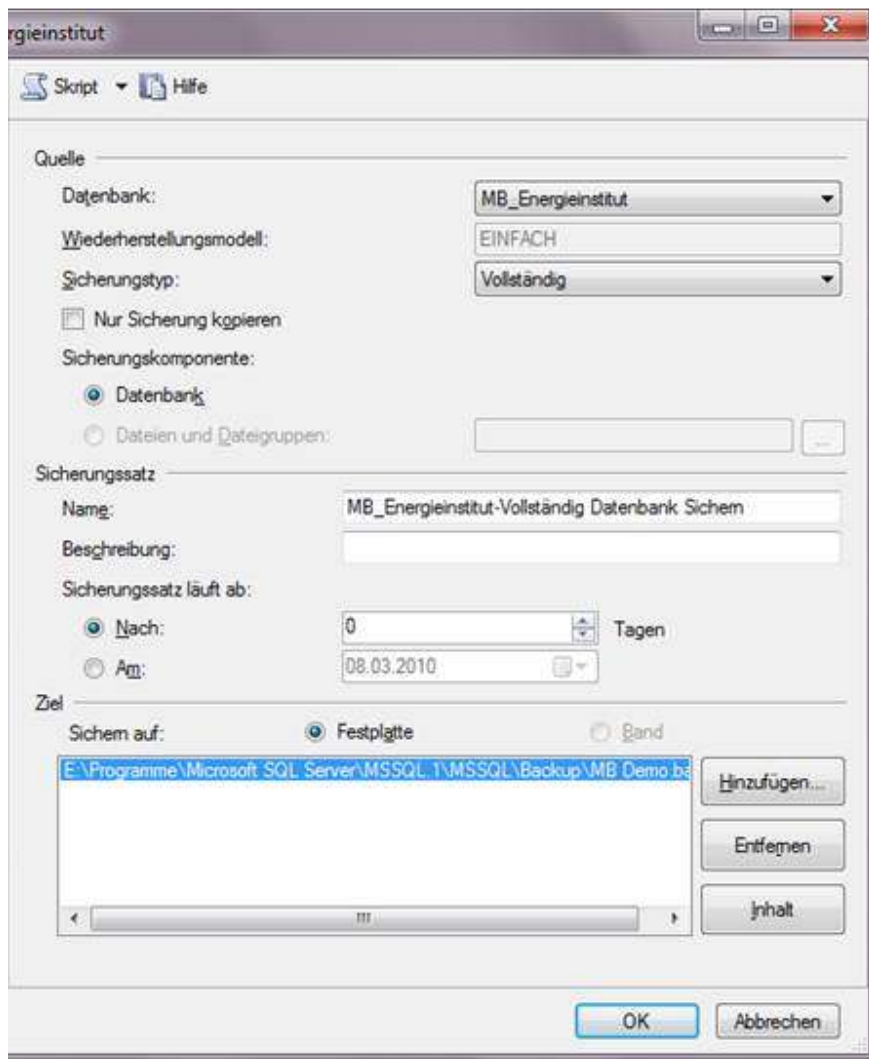 rgieinstitut
Skript Hilfe
Quelle
Datenbank: MB_Energieinstitut
Wiederherstellungsmodell: EINFACH
Sicherungstyp: Vollständig
Nur Sicherung kopieren
Sicherungskomponente:
Datenbank
Dateien und Dateigruppen: ...
Sicherungssatz
Name: MB_Energieinstitut-Vollständig Datenbank Sichern
Beschreibung:
Sicherungssatz läuft ab:
Nach: 0 Tagen
Am: 08.03.2010
Ziel
Sichern auf: Festplatte Band
E:\Programme\Microsoft SQL Server\MSSQL.1\MSSQL\Backup\MB Demo.ba
Hinzufügen...
Entfernen
Inhalt
OK Abbrechen